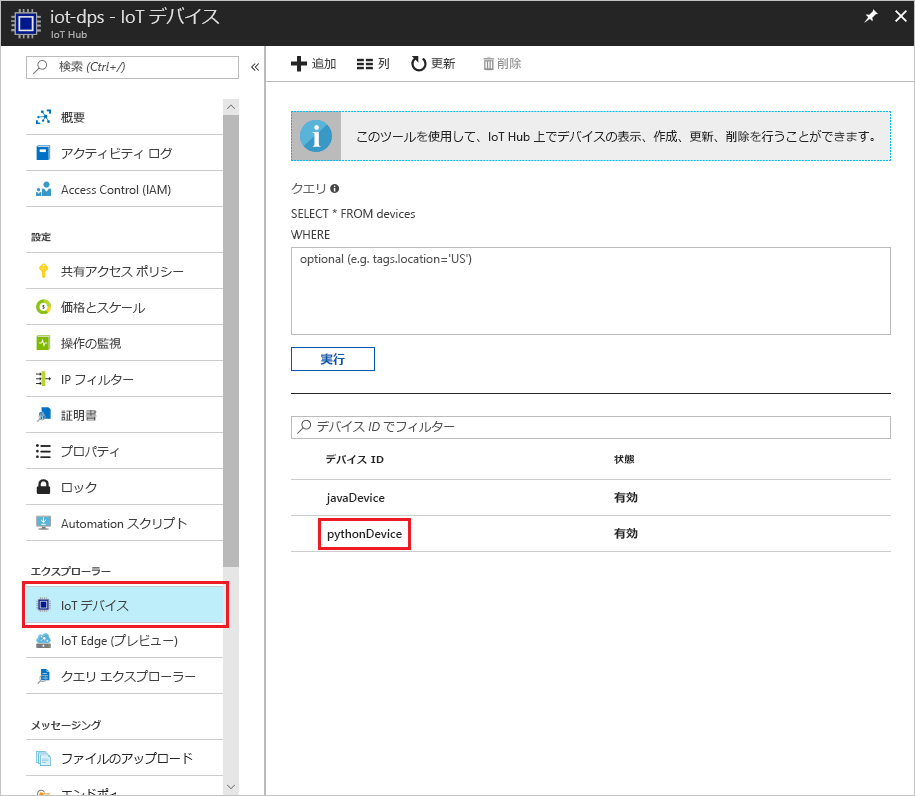 iot-dps - IoT デバイス
IoT Hub
検索 (Ctrl+/)
概要
アクティビティ ログ
Access Control (IAM)
設定
共有アクセス ポリシー
価格とスケール
操作の監視
IP フィルター
証明書
プロパティ
ロック
Automation スクリプト
エクスプローラー
IoT デバイス
IoT Edge (プレビュー)
クエリ エクスプローラー
メッセージング
ファイルのアップロード
エンドポイ
追加 列 更新 削除
このツールを使用して、IoT Hub 上でデバイスの表示、作成、更新、削除を行うことができます。
クエリ
SELECT * FROM devices
WHERE
optional (e.g. tags.location='US')
実行
デバイス ID でフィルター
デバイス ID 状態
javaDevice 有効
pythonDevice 有効